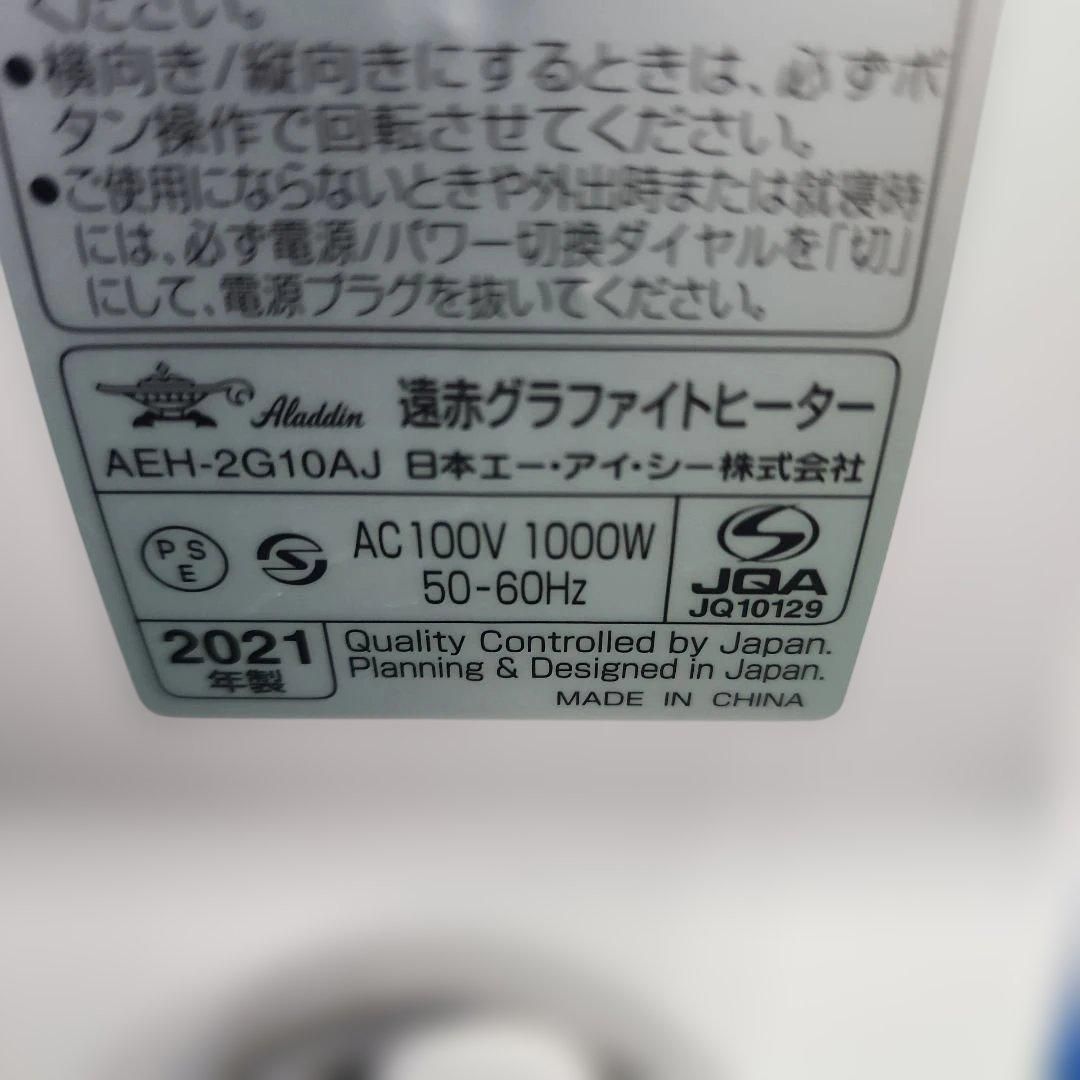 ください。
●横向き/縦向きにするときは、必ずボ
タン操作で回転させてください。
●ご使用にならないときや外出時または就寝時
には、必ず電源/パワー切換ダイヤルを「切」
にして、電源プラグを抜いてください。
Aladdin 遠赤グラファイトヒーター
AEH-2G10AJ 日本エー・アイ・シー株式会社
PSE
AC100V 1000W
50-60Hz
JQA
JQ10129
2021
年製
Quality Controlled by Japan.
Planning & Designed in Japan.
MADE IN CHINA